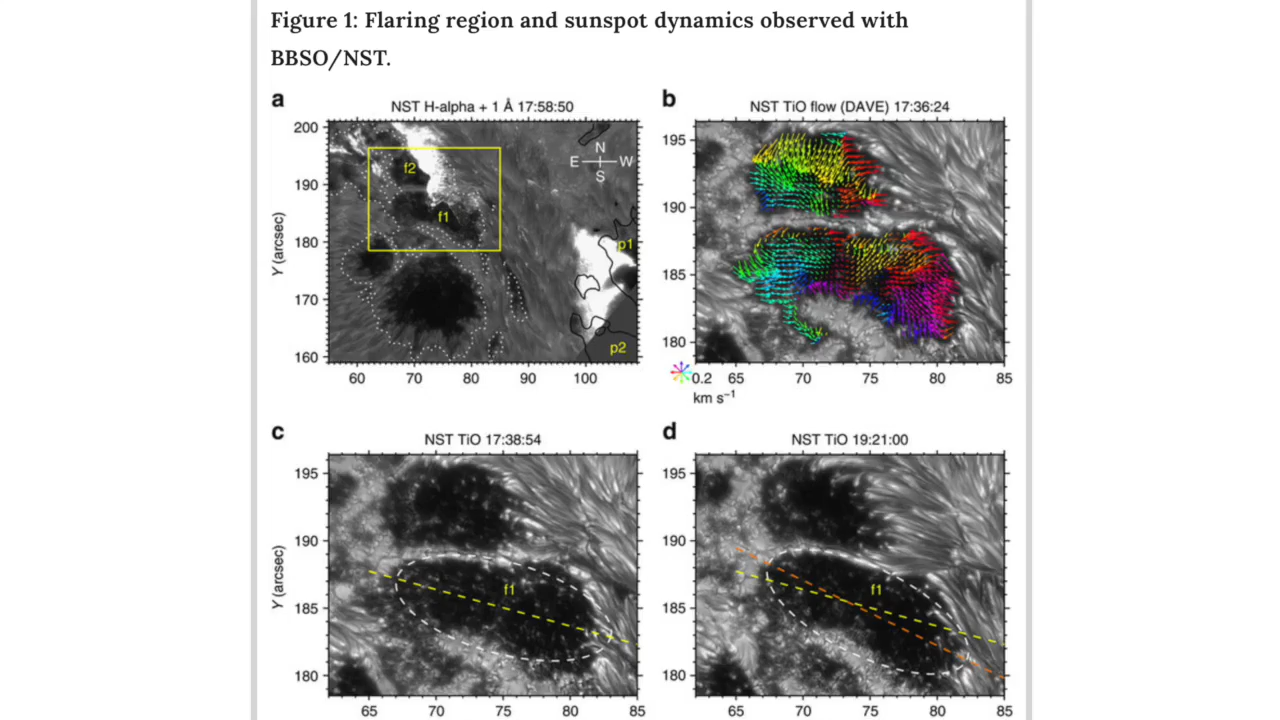 Figure 1: Flaring region and sunspot dynamics observed with
BBSO/NST.
a
NST H-alpha + 1 Å 17:58:50
200
190
180
170
160
Y (arcsec)
60 70 80 90 100
f2
f1
N
E W
S
p1
p2
b
NST TiO flow (DAVE) 17:36:24
195
190
185
180
0.2
km s⁻¹
65 70 75 80 85
c
NST TiO 17:38:54
195
190
185
180
Y (arcsec)
f1
65 70 75 80 85
d
NST TiO 19:21:00
195
190
185
180
f1
65 70 75 80 85